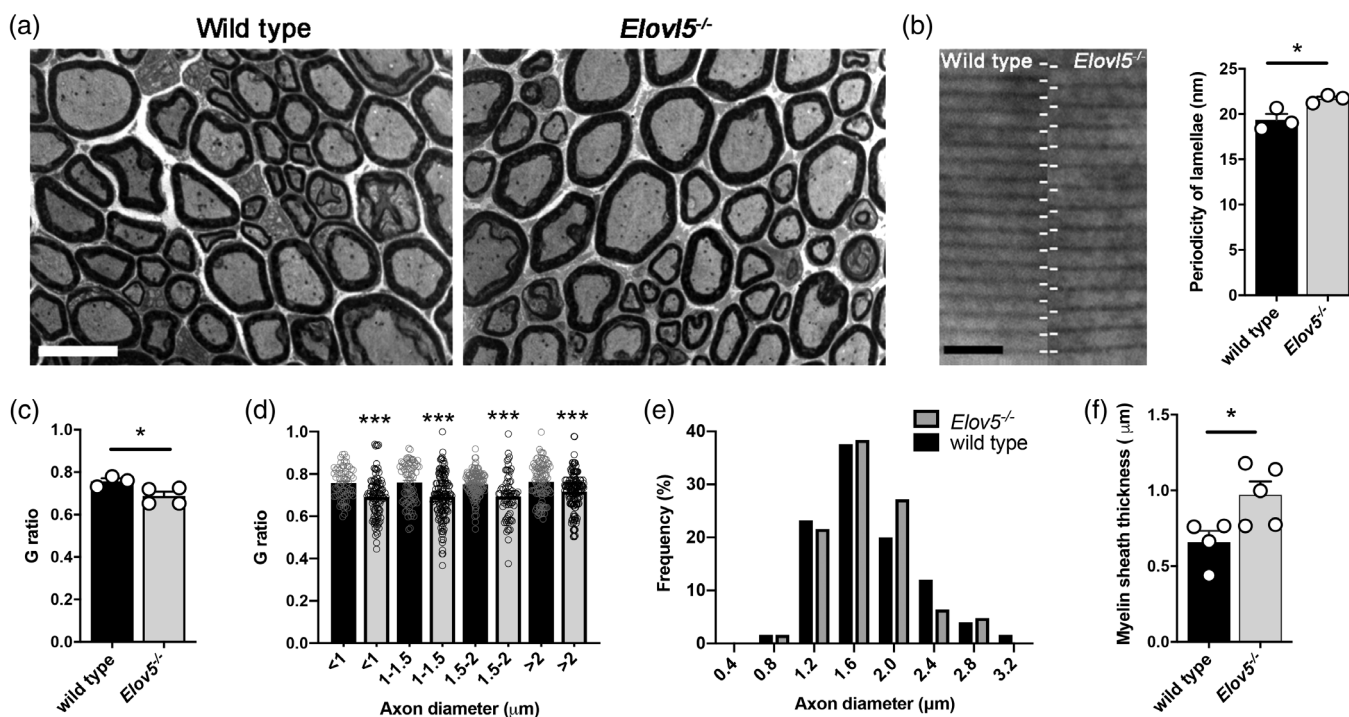 (a)
Wild type
Elovl5-/-
(b)
Wild type
Elovl5-/-
*
Periodicity of lamellae (nm)
25
20
15
10
5
0
wild type
Elov5-/-
(c)
*
G ratio
1.0
0.8
0.6
0.4
0.2
0.0
wild type
Elov5-/-
(d)
*** *** *** ***
G ratio
1.0
0.8
0.6
0.4
0.2
0.0
<1 <1 1-1.5 1-1.5 1.5-2 1.5-2 >2 >2
Axon diameter (μm)
(e)
Elov5-/-
wild type
Frequency (%)
40
30
20
10
0
0.4 0.8 1.2 1.6 2.0 2.4 2.8 3.2
Axon diameter (μm)
(f)
*
Myelin sheath thickness ( μm)
1.5
1.0
0.5
0.0
wild type
Elov5-/-